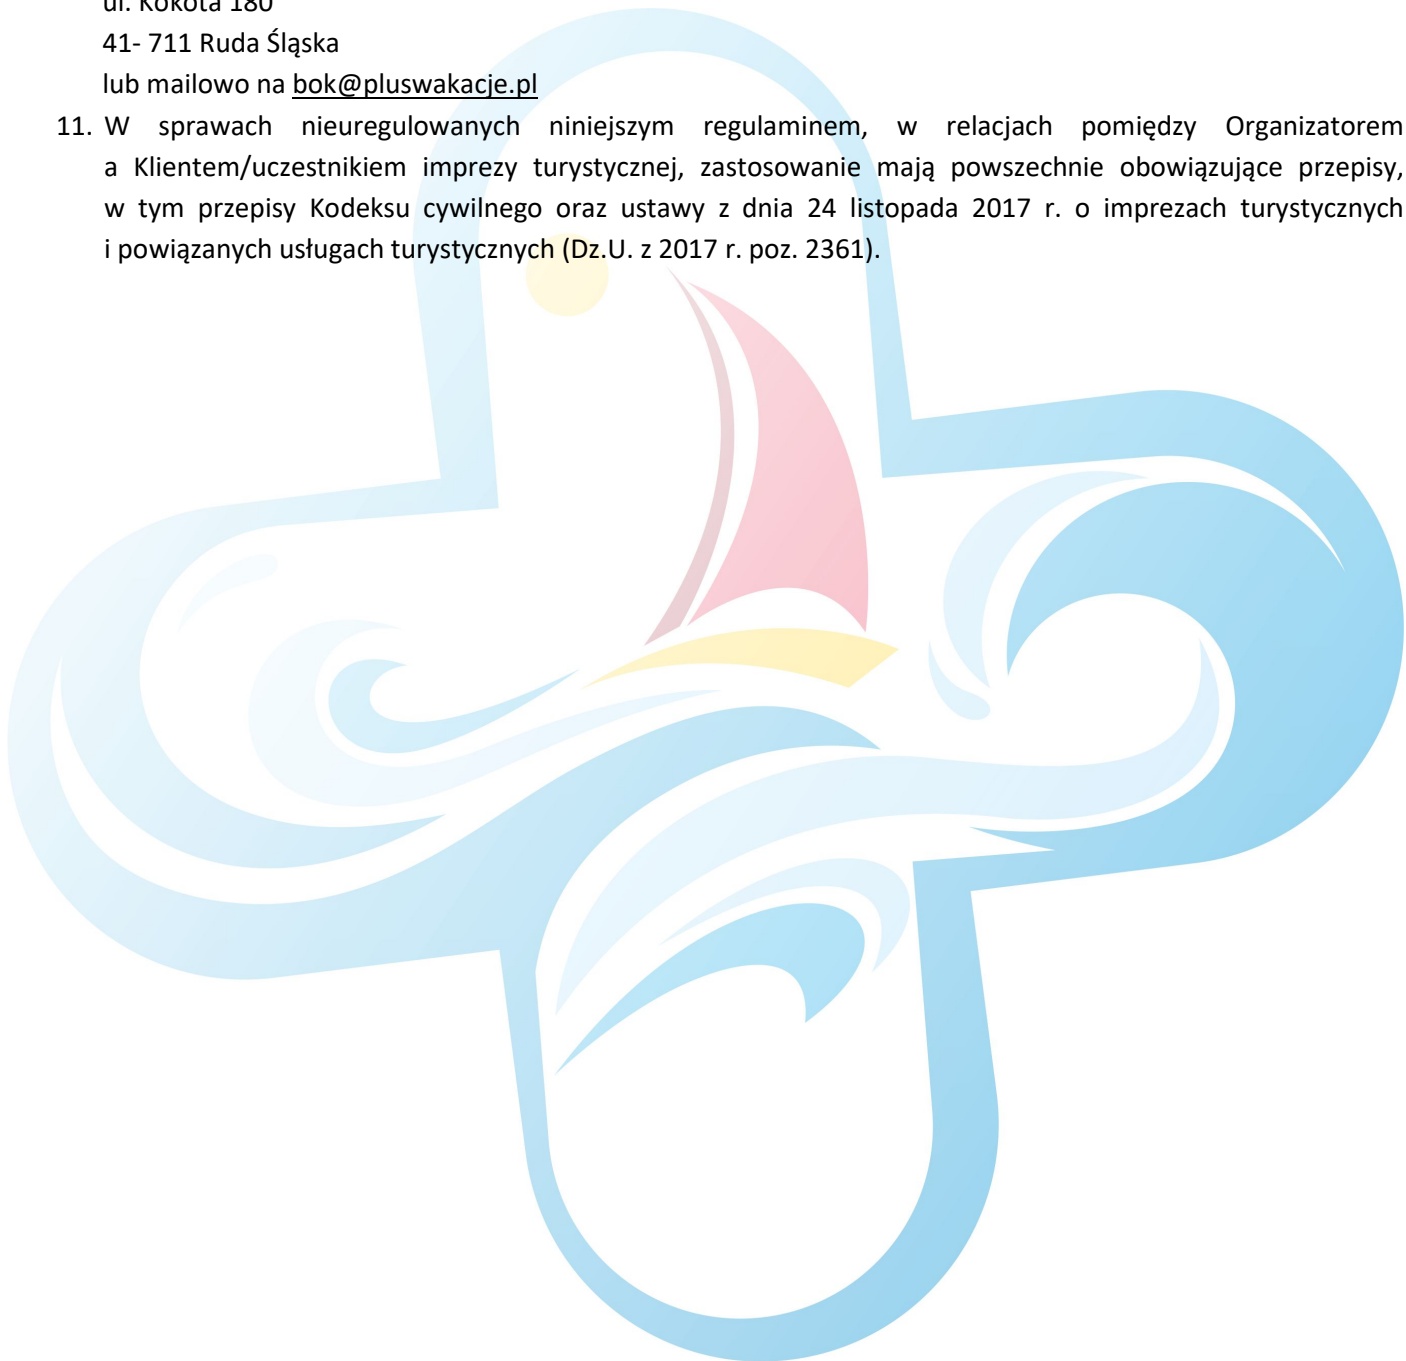 ul. Kokota 180
41- 711 Ruda Śląska
lub mailowo na bok@pluswakacje.pl
11. W sprawach nieuregulowanych niniejszym regulaminem, w relacjach pomiędzy Organizatorem
a Klientem/uczestnikiem imprezy turystycznej, zastosowanie mają powszechnie obowiązujące przepisy,
w tym przepisy Kodeksu cywilnego oraz ustawy z dnia 24 listopada 2017 r. o imprezach turystycznych
i powiązanych usługach turystycznych (Dz.U. z 2017 r. poz. 2361).